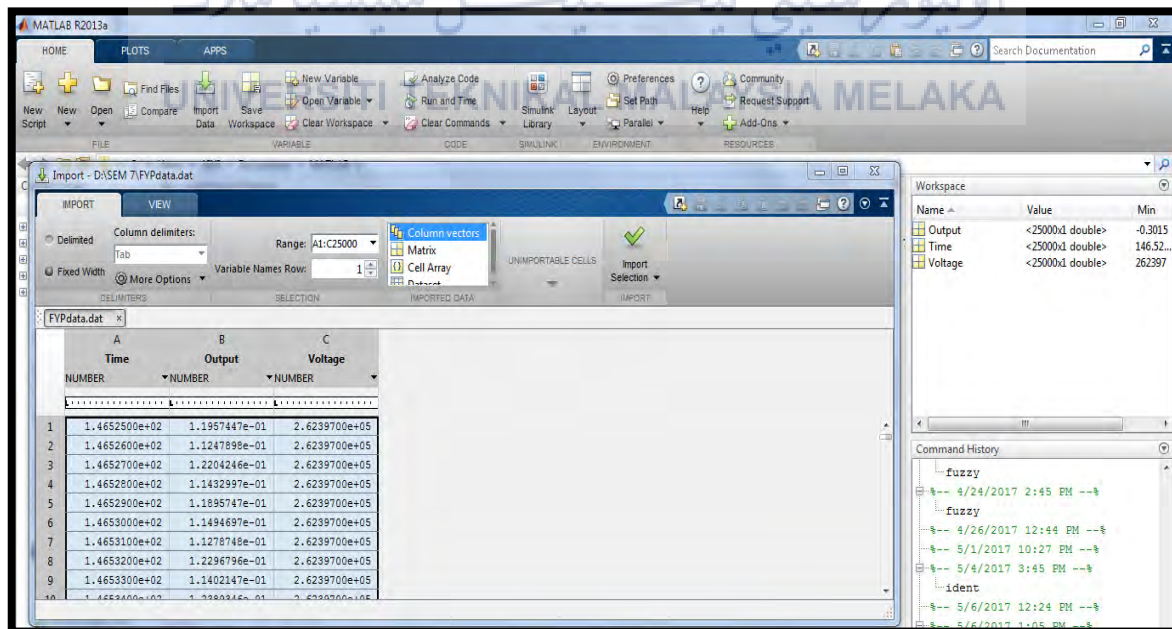 MATLAB R2013a
HOME PLOTS APPS
Search Documentation
New Script
New
Open
Find Files
Compare
Import Data
Save Workspace
New Variable
Open Variable
Clear Workspace
Analyze Code
Run and Time
Clear Commands
Simulink Library
Layout
Preferences
Set Path
Parallel
Help
Community
Request Support
Add-Ons
FILE VARIABLE CODE SIMULINK ENVIRONMENT RESOURCES
UNIVERSITI TEKNIKAL MALAYSIA MELAKA
Import - D:\SEM 7\FYPdata.dat
IMPORT VIEW
Delimited
Fixed Width
Column delimiters:
Tab
More Options
Range: A1:C25000
Variable Names Row: 1
Column vectors
Matrix
Cell Array
Dataset
UNIMPORTABLE CELLS
Import Selection
DELIMITERS SELECTION IMPORTED DATA IMPORT
FYPdata.dat
A B C
Time Output Voltage
NUMBER NUMBER NUMBER
1 1.4652500e+02 1.1957447e-01 2.6239700e+05
2 1.4652600e+02 1.1247898e-01 2.6239700e+05
3 1.4652700e+02 1.2204246e-01 2.6239700e+05
4 1.4652800e+02 1.1432997e-01 2.6239700e+05
5 1.4652900e+02 1.1895747e-01 2.6239700e+05
6 1.4653000e+02 1.1494697e-01 2.6239700e+05
7 1.4653100e+02 1.1278748e-01 2.6239700e+05
8 1.4653200e+02 1.2296796e-01 2.6239700e+05
9 1.4653300e+02 1.1402147e-01 2.6239700e+05
10
Workspace
Name Value Min
Output <25000x1 double> -0.3015
Time <25000x1 double> 146.52...
Voltage <25000x1 double> 262397
Command History
fuzzy
%-- 4/24/2017 2:45 PM --%
fuzzy
%-- 4/26/2017 12:44 PM --%
%-- 5/1/2017 10:27 PM --%
%-- 5/4/2017 3:45 PM --%
ident
%-- 5/6/2017 12:24 PM --%
%-- 5/6/2017 1:05 PM --%